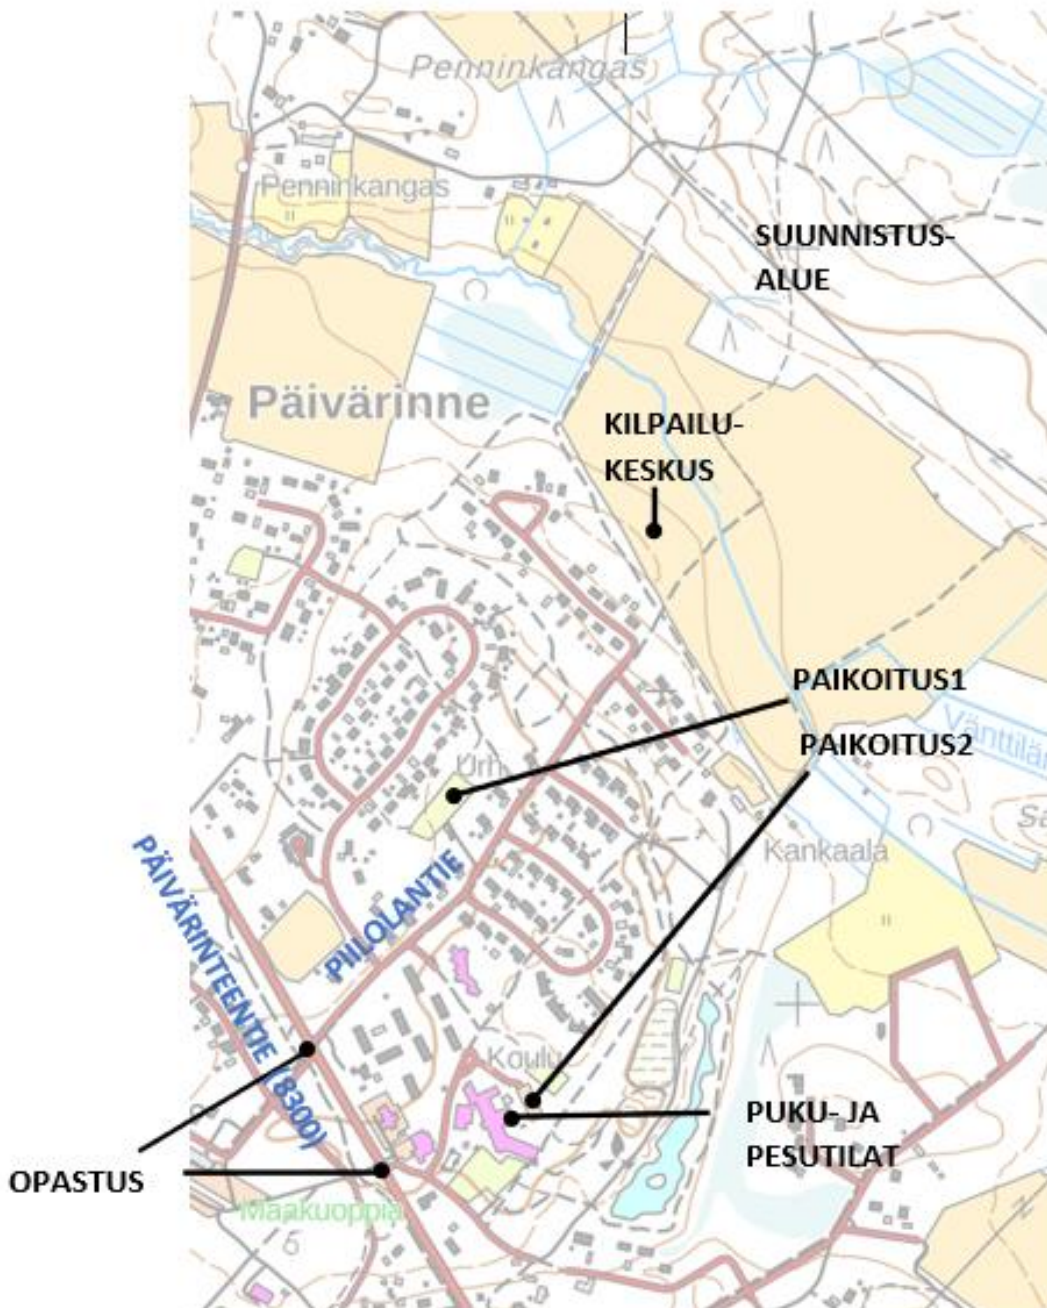 Penninkangas
Penninkangas
SUUNNISTUS-
ALUE
Päivärinne
KILPAILU-
KESKUS
PAIKOITUS1
PAIKOITUS2
Urh.
Kankaala
PÄIVÄRINTEENTIE (8300)
PIILOLANTIE
Koulu
PUKU- JA
PESUTILAT
OPASTUS
Maakuoppia